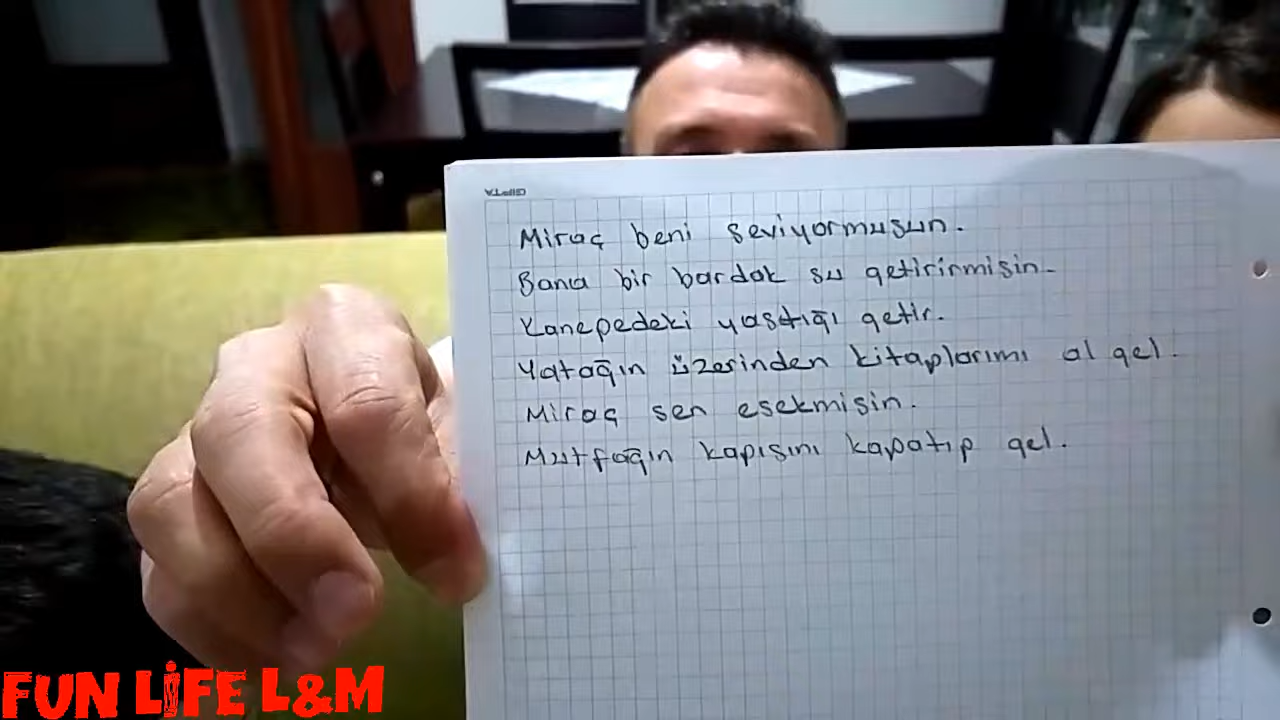 Miraç beni seviyormusun.
Bana bir bardak su getirirmisin.
Kanepedeki yastığı getir.
Yatağın üzerinden kitaplarımı al gel.
Miraç sen esekmisin.
Mutfağın kapısını kapatıp gel.
FUN LİFE L&M